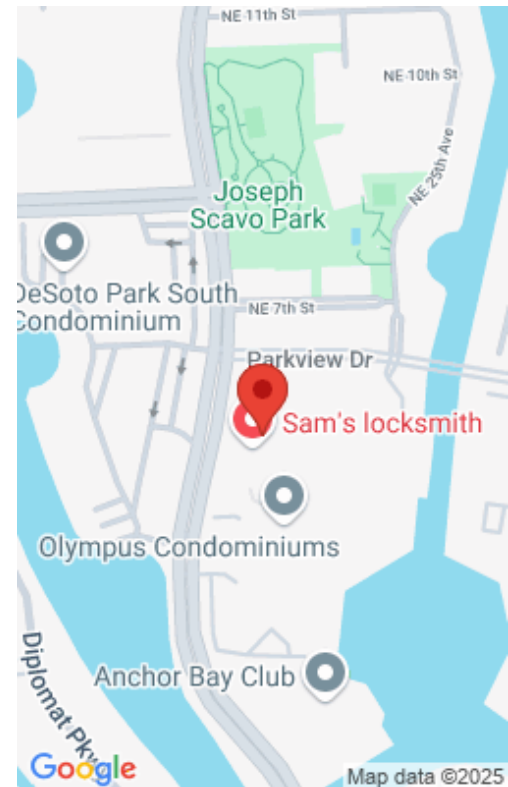 NE 11th St
NE 10th St
NE 25th Ave
Joseph
Scavo Park
DeSoto Park South
Condominium
NE 7th St
Parkview Dr
Sam's locksmith
Olympus Condominiums
Anchor Bay Club
Diplomat Pkwy
Google
Map data ©2025